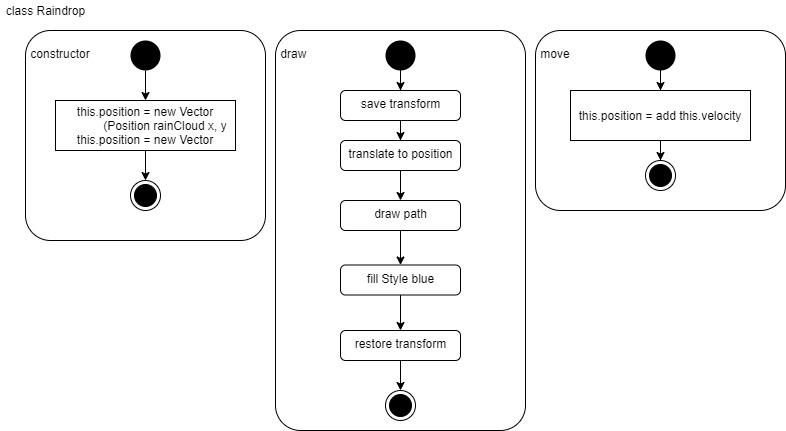 class Raindrop
constructor
this.position = new Vector
(Position rainCloud x, y
this.position = new Vector
draw
save transform
translate to position
draw path
fill Style blue
restore transform
move
this.position = add this.velocity